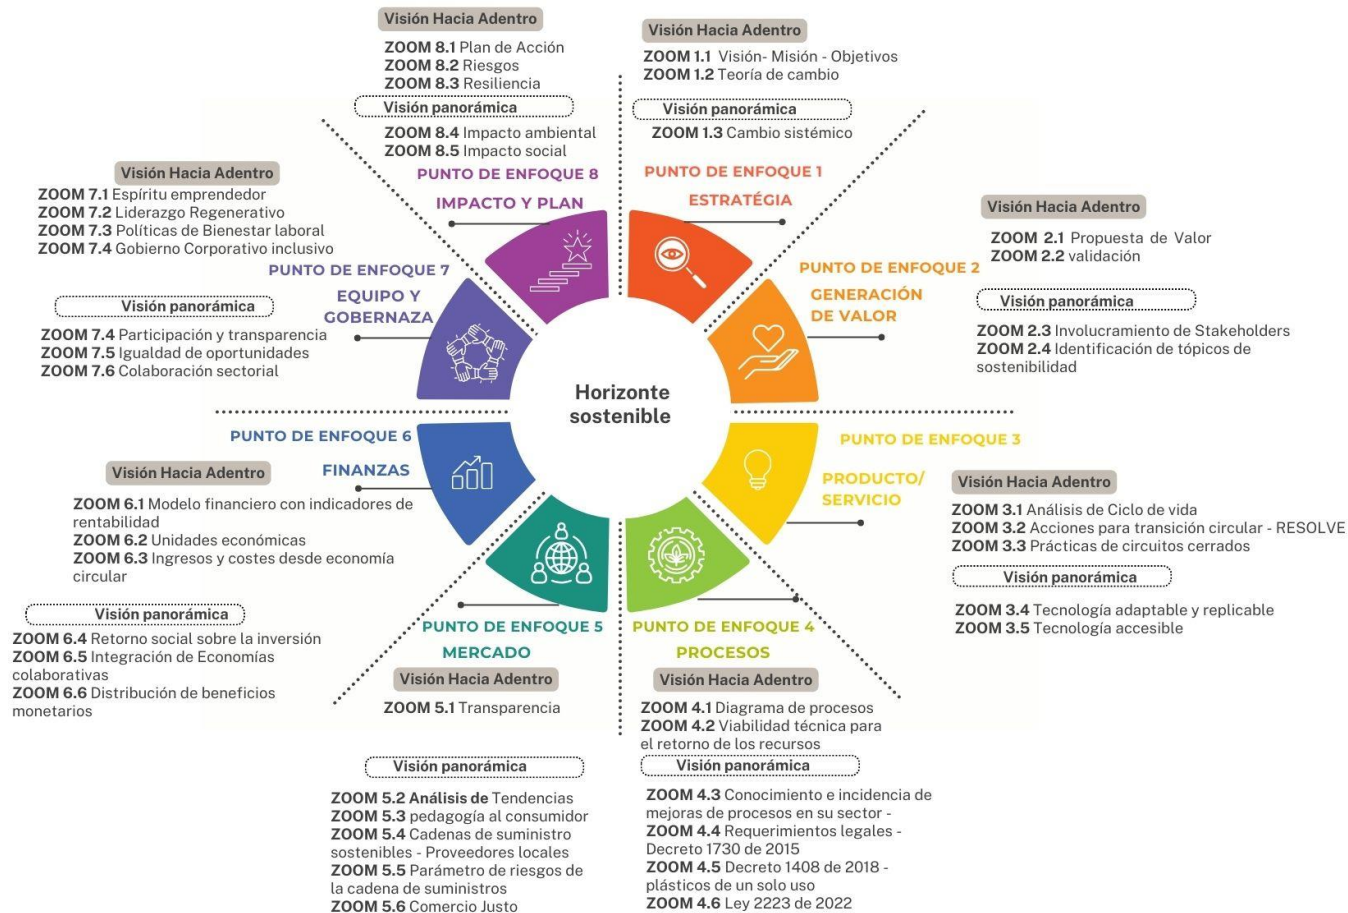 Visión Hacia Adentro
ZOOM 8.1 Plan de Acción
ZOOM 8.2 Riesgos
ZOOM 8.3 Resiliencia
Visión panorámica
ZOOM 8.4 Impacto ambiental
ZOOM 8.5 Impacto social
PUNTO DE ENFOQUE 8
IMPACTO Y PLAN
Visión Hacia Adentro
ZOOM 1.1 Visión- Misión - Objetivos
ZOOM 1.2 Teoría de cambio
Visión panorámica
ZOOM 1.3 Cambio sistémico
PUNTO DE ENFOQUE 1
ESTRATÉGIA
Visión Hacia Adentro
ZOOM 2.1 Propuesta de Valor
ZOOM 2.2 validación
PUNTO DE ENFOQUE 2
GENERACIÓN
DE VALOR
Visión panorámica
ZOOM 2.3 Involucramiento de Stakeholders
ZOOM 2.4 Identificación de tópicos de
sostenibilidad
Visión Hacia Adentro
ZOOM 7.1 Espíritu emprendedor
ZOOM 7.2 Liderazgo Regenerativo
ZOOM 7.3 Políticas de Bienestar laboral
ZOOM 7.4 Gobierno Corporativo inclusivo
PUNTO DE ENFOQUE 7
EQUIPO Y
GOBERNAZA
Visión panorámica
ZOOM 7.4 Participación y transparencia
ZOOM 7.5 Igualdad de oportunidades
ZOOM 7.6 Colaboración sectorial
Horizonte
sostenible
PUNTO DE ENFOQUE 6
FINANZAS
Visión Hacia Adentro
ZOOM 6.1 Modelo financiero con indicadores de
rentabilidad
ZOOM 6.2 Unidades económicas
ZOOM 6.3 Ingresos y costes desde economía
circular
Visión panorámica
ZOOM 6.4 Retorno social sobre la inversión
ZOOM 6.5 Integración de Economías
colaborativas
ZOOM 6.6 Distribución de beneficios
monetarios
PUNTO DE ENFOQUE 3
PRODUCTO/
SERVICIO
Visión Hacia Adentro
ZOOM 3.1 Análisis de Ciclo de vida
ZOOM 3.2 Acciones para transición circular - RESOLVE
ZOOM 3.3 Prácticas de circuitos cerrados
Visión panorámica
ZOOM 3.4 Tecnología adaptable y replicable
ZOOM 3.5 Tecnología accesible
PUNTO DE ENFOQUE 5
MERCADO
Visión Hacia Adentro
ZOOM 5.1 Transparencia
Visión panorámica
ZOOM 5.2 Análisis de Tendencias
ZOOM 5.3 pedagogía al consumidor
ZOOM 5.4 Cadenas de suministro
sostenibles - Proveedores locales
ZOOM 5.5 Parámetro de riesgos de
la cadena de suministros
ZOOM 5.6 Comercio Justo
PUNTO DE ENFOQUE 4
PROCESOS
Visión Hacia Adentro
ZOOM 4.1 Diagrama de procesos
ZOOM 4.2 Viabilidad técnica para
el retorno de los recursos
Visión panorámica
ZOOM 4.3 Conocimiento e incidencia de
mejoras de procesos en su sector -
ZOOM 4.4 Requerimientos legales -
Decreto 1730 de 2015
ZOOM 4.5 Decreto 1408 de 2018 -
plásticos de un solo uso
ZOOM 4.6 Ley 2223 de 2022